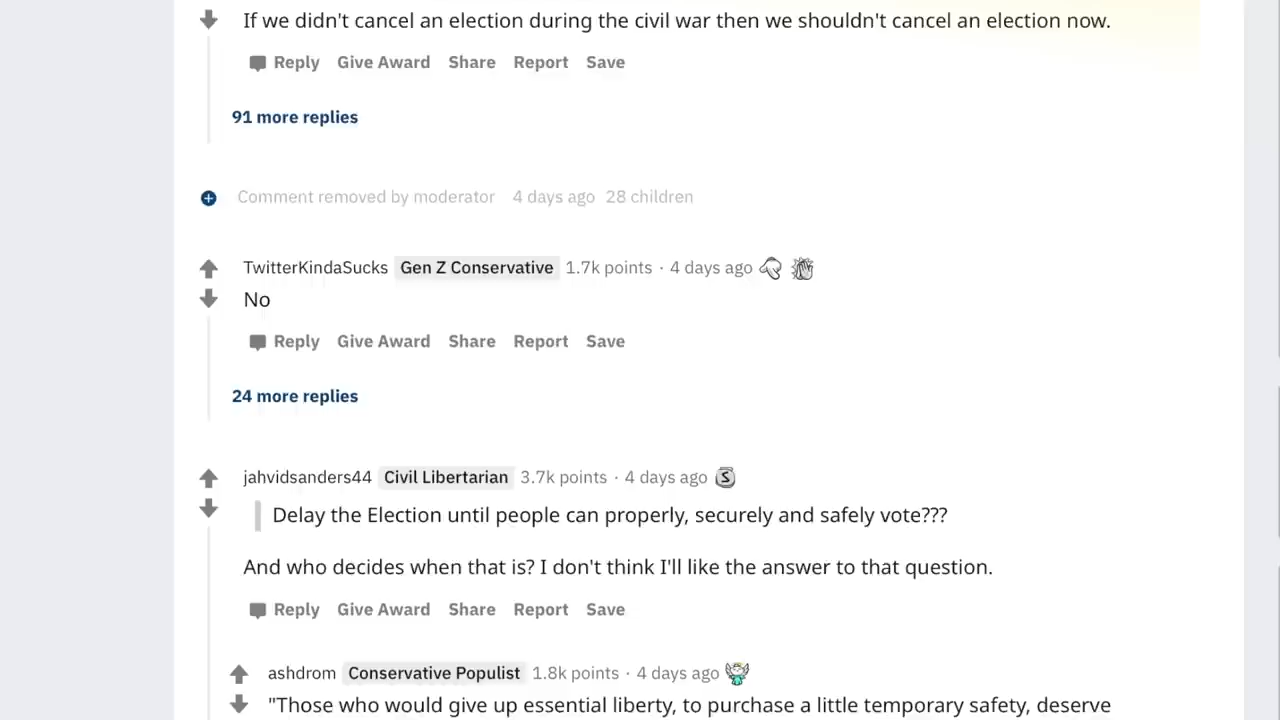 If we didn't cancel an election during the civil war then we shouldn't cancel an election now.
Reply Give Award Share Report Save
91 more replies
Comment removed by moderator 4 days ago 28 children
TwitterKindaSucks Gen Z Conservative 1.7k points · 4 days ago
No
Reply Give Award Share Report Save
24 more replies
jahvidsanders44 Civil Libertarian 3.7k points · 4 days ago S
Delay the Election until people can properly, securely and safely vote???
And who decides when that is? I don't think I'll like the answer to that question.
Reply Give Award Share Report Save
ashdrom Conservative Populist 1.8k points · 4 days ago
"Those who would give up essential liberty, to purchase a little temporary safety, deserve